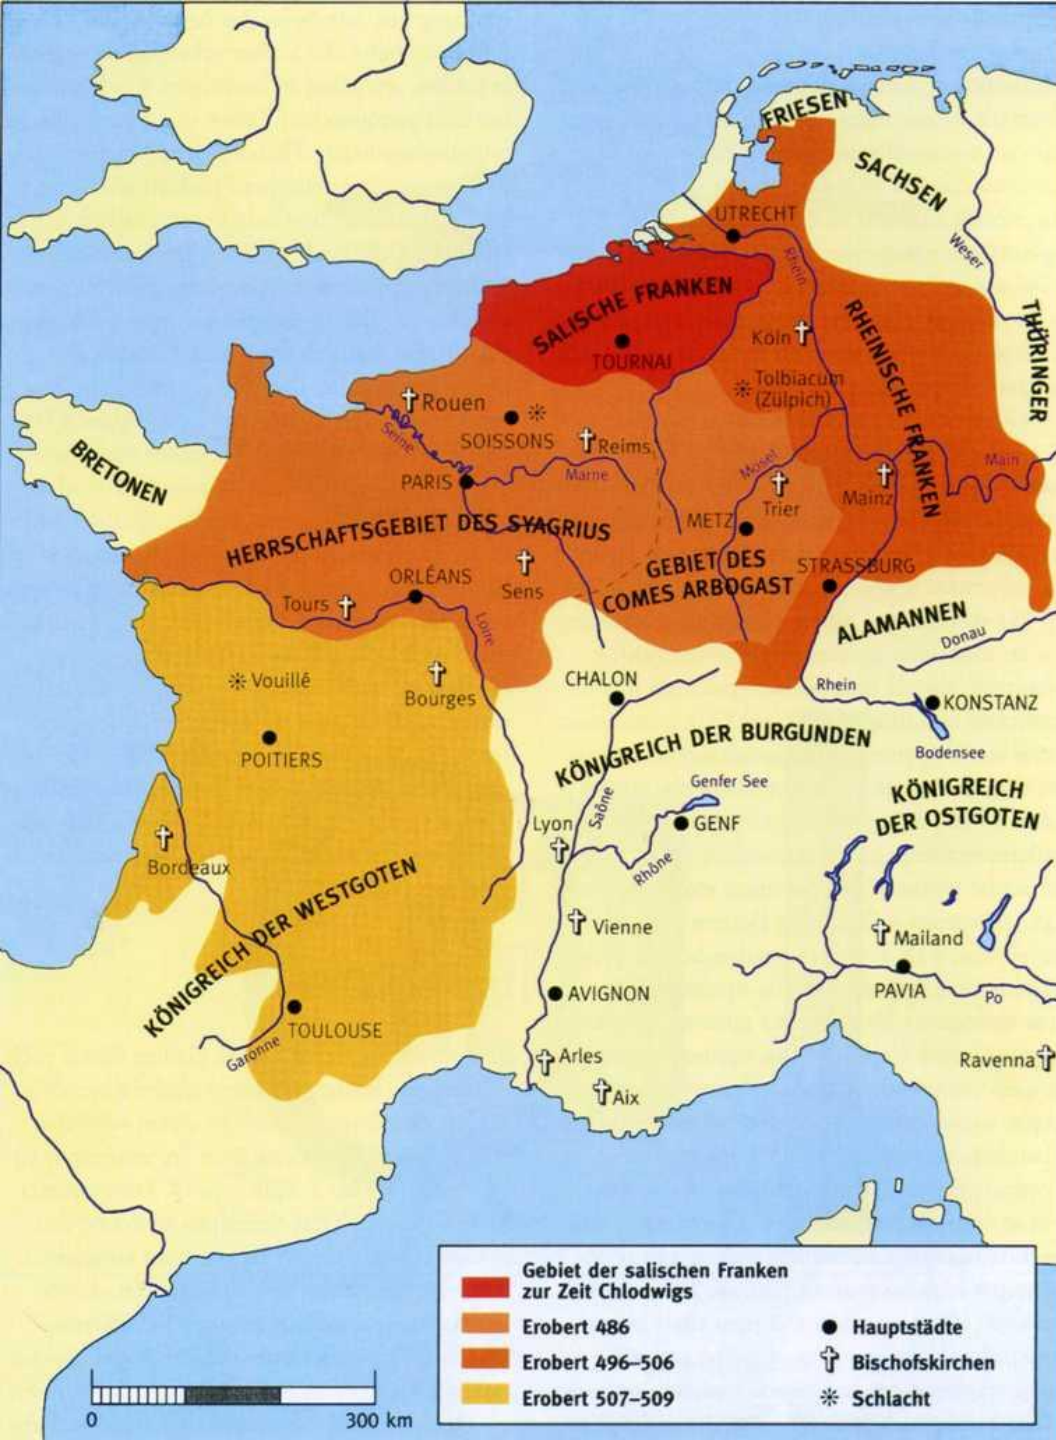 FRIESEN
SACHSEN
UTRECHT
Weser
Rhein
SALISCHE FRANKEN
THÜRINGER
RHEINISCHE FRANKEN
Köln
TOURNAI
Tolbiacum
(Zülpich)
Rouen
SOISSONS
Reims
Seine
BRETONEN
Mosel
Main
Marne
PARIS
Trier
Mainz
METZ
HERRSCHAFTSGEBIET DES SYAGRIUS
GEBIET DES
COMES ARBOGAST
STRASSBURG
ORLÉANS
Sens
Tours
Loire
ALAMANNEN
Donau
Vouillé
Bourges
CHALON
Rhein
KONSTANZ
Bodensee
POITIERS
KÖNIGREICH DER BURGUNDEN
Genfer See
KÖNIGREICH
DER OSTGOTEN
Saône
Lyon
GENF
Rhône
Bordeaux
KÖNIGREICH DER WESTGOTEN
Vienne
Mailand
AVIGNON
PAVIA
Po
TOULOUSE
Garonne
Arles
Ravenna
Aix
Gebiet der salischen Franken
zur Zeit Chlodwigs
Erobert 486
Erobert 496–506
Erobert 507–509
Hauptstädte
Bischofskirchen
Schlacht
0 300 km